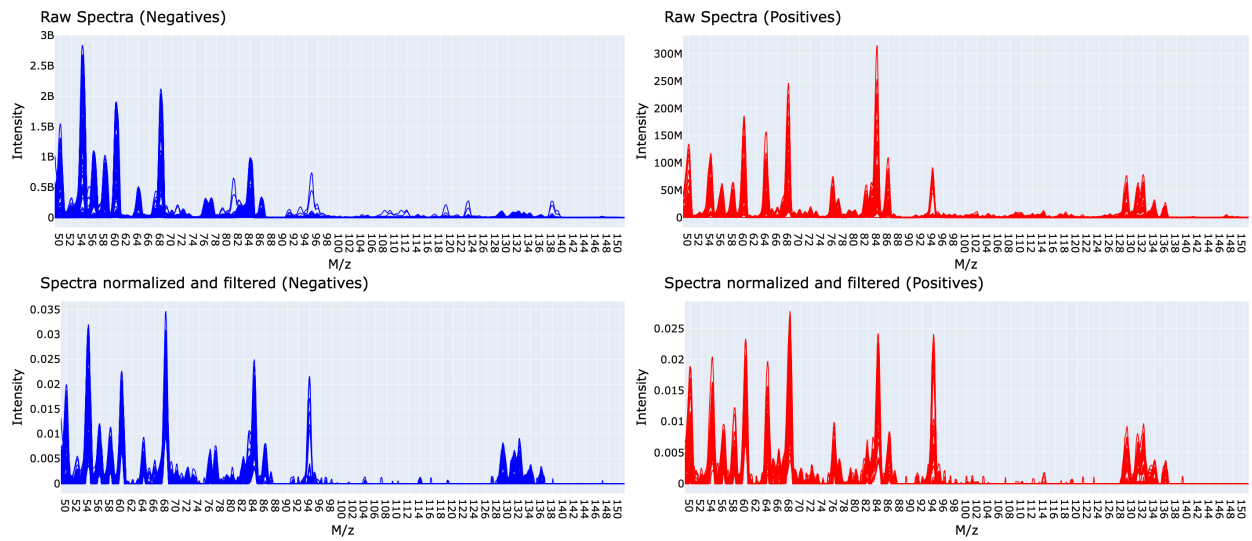 Raw Spectra (Negatives)
3B
2.5B
2B
1.5B
1B
0.5B
0
Intensity
50 52 54 56 58 60 62 64 66 68 70 72 74 76 78 80 82 84 86 88 90 92 94 96 98 100 102 104 106 108 110 112 114 116 118 120 122 124 126 128 130 132 134 136 138 140 142 144 146 148 150
M/z
Raw Spectra (Positives)
300M
250M
200M
150M
100M
50M
0
Intensity
50 52 54 56 58 60 62 64 66 68 70 72 74 76 78 80 82 84 86 88 90 92 94 96 98 100 102 104 106 108 110 112 114 116 118 120 122 124 126 128 130 132 134 136 138 140 142 144 146 148 150
M/z
Spectra normalized and filtered (Negatives)
0.035
0.03
0.025
0.02
0.015
0.01
0.005
0
Intensity
50 52 54 56 58 60 62 64 66 68 70 72 74 76 78 80 82 84 86 88 90 92 94 96 98 100 102 104 106 108 110 112 114 116 118 120 122 124 126 128 130 132 134 136 138 140 142 144 146 148 150
M/z
Spectra normalized and filtered (Positives)
0.025
0.02
0.015
0.01
0.005
0
Intensity
50 52 54 56 58 60 62 64 66 68 70 72 74 76 78 80 82 84 86 88 90 92 94 96 98 100 102 104 106 108 110 112 114 116 118 120 122 124 126 128 130 132 134 136 138 140 142 144 146 148 150
M/z